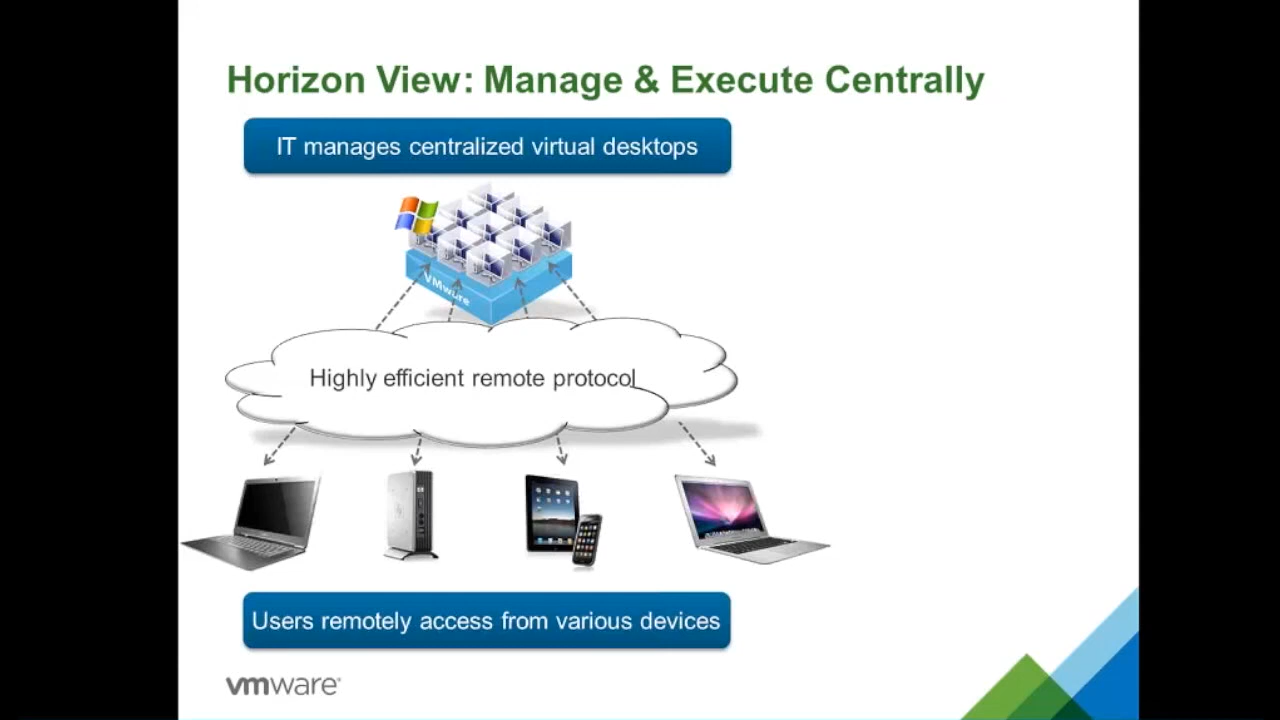 Horizon View: Manage & Execute Centrally
IT manages centralized virtual desktops
VMware
Highly efficient remote protocol
Users remotely access from various devices
vmware®